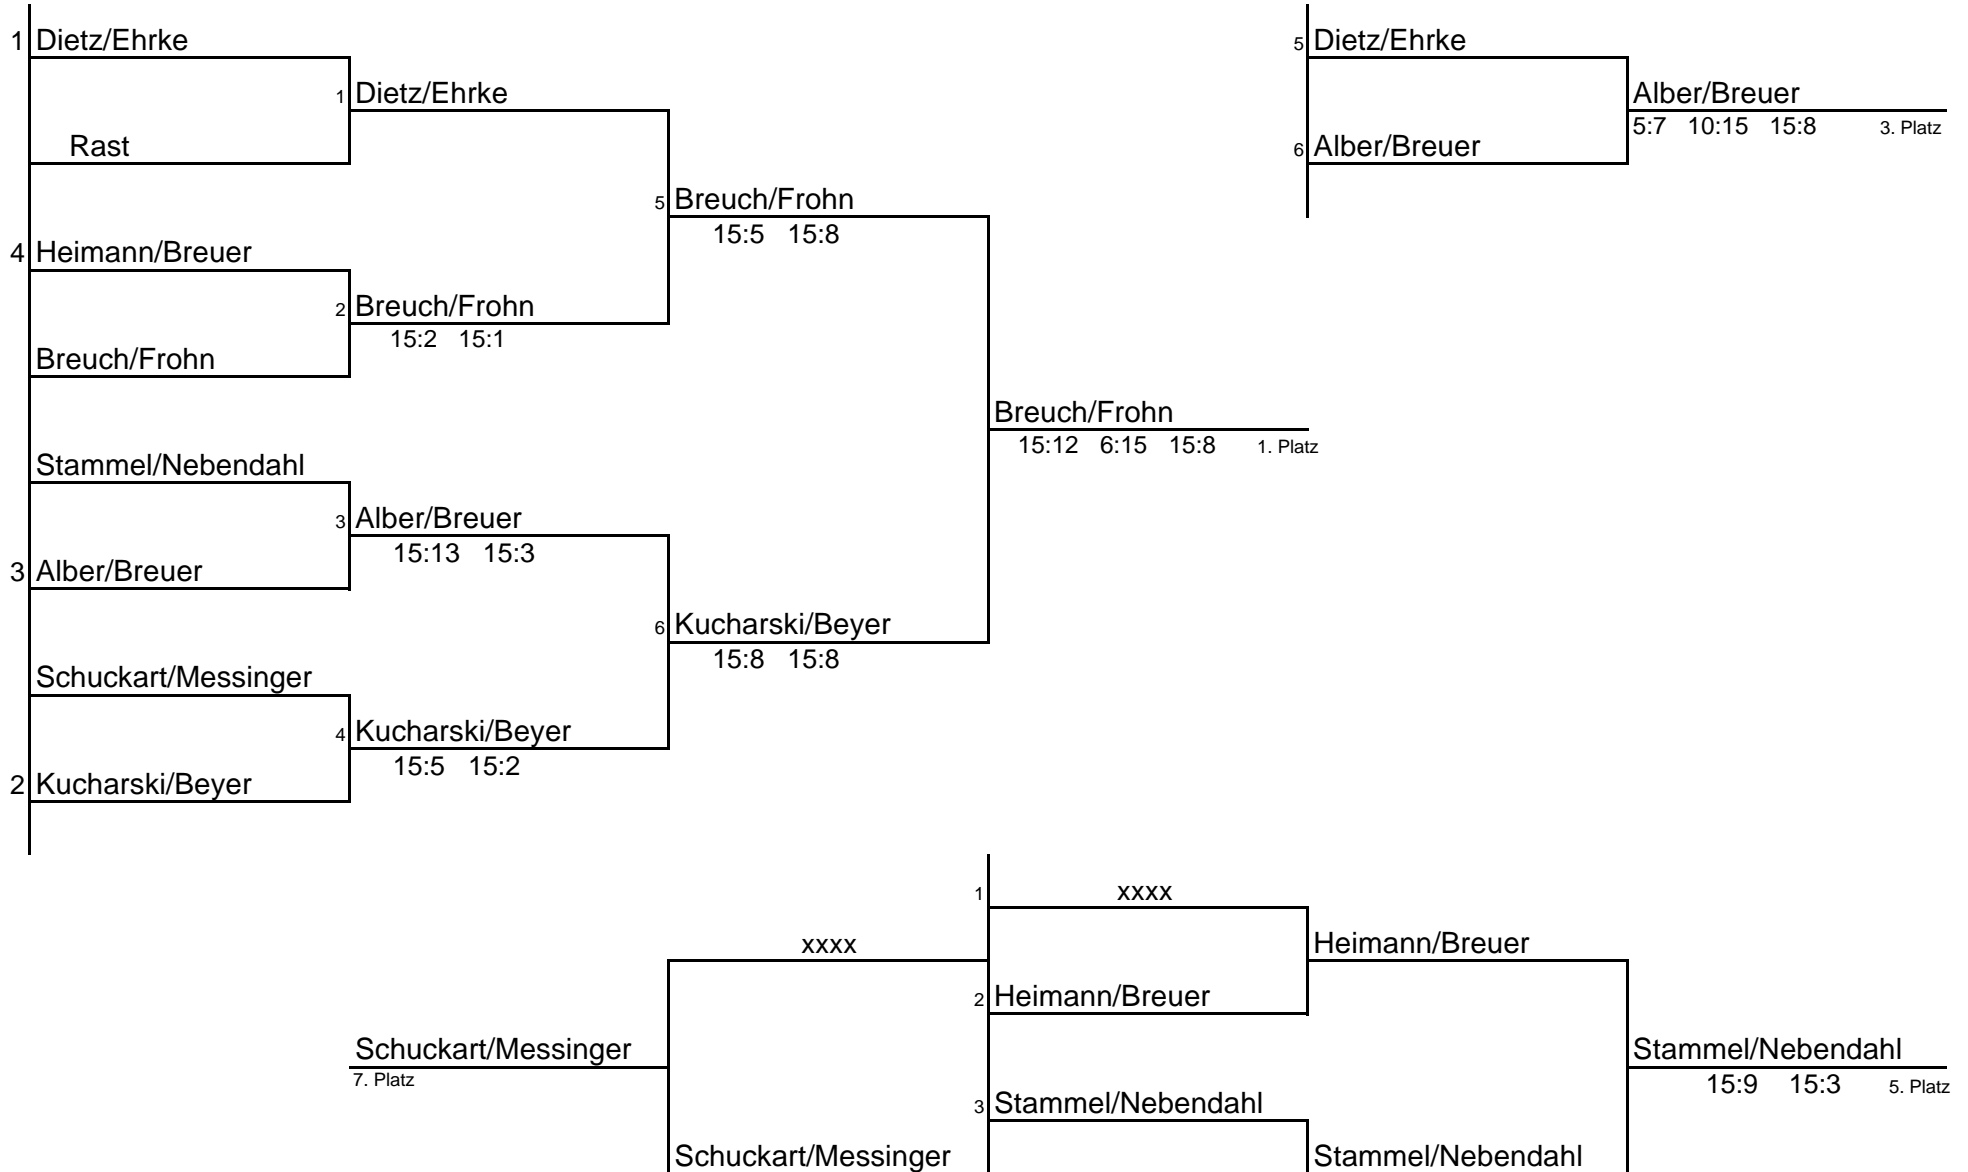 1 Dietz/Ehrke
1 Dietz/Ehrke
Rast
5 Breuch/Frohn
15:5 15:8
4 Heimann/Breuer
2 Breuch/Frohn
15:2 15:1
Breuch/Frohn
Breuch/Frohn
15:12 6:15 15:8 1. Platz
Stammel/Nebendahl
3 Alber/Breuer
15:13 15:3
3 Alber/Breuer
6 Kucharski/Beyer
15:8 15:8
Schuckart/Messinger
4 Kucharski/Beyer
15:5 15:2
2 Kucharski/Beyer
5 Dietz/Ehrke
Alber/Breuer
5:7 10:15 15:8 3. Platz
6 Alber/Breuer
1 xxxx
xxxx
Heimann/Breuer
2 Heimann/Breuer
Schuckart/Messinger
7. Platz
Stammel/Nebendahl
15:9 15:3 5. Platz
3 Stammel/Nebendahl
Schuckart/Messinger
Stammel/Nebendahl